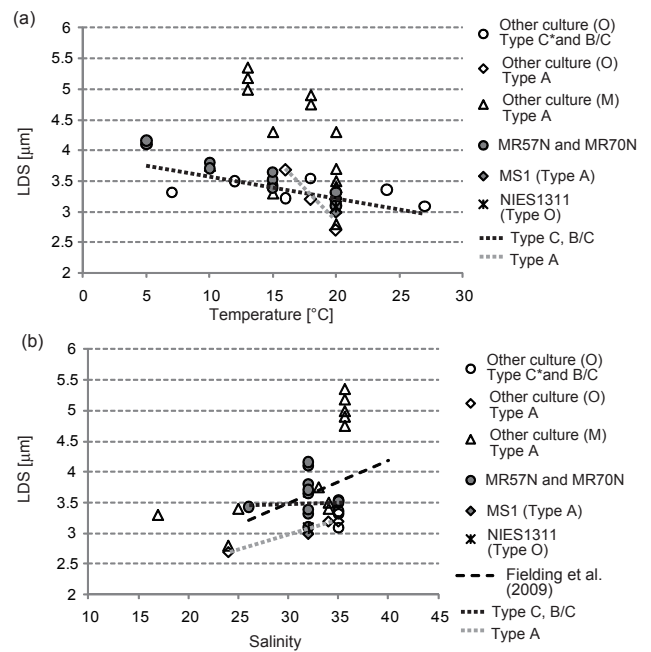 (a)
6
5.5
5
4.5
4
3.5
3
2.5
2
LDS [μm]
0 5 10 15 20 25 30
Temperature [°C]
Other culture (O)
Type C*and B/C
Other culture (O)
Type A
Other culture (M)
Type A
MR57N and MR70N
MS1 (Type A)
NIES1311
(Type O)
Type C, B/C
Type A
(b)
6
5.5
5
4.5
4
3.5
3
2.5
2
LDS [μm]
10 15 20 25 30 35 40 45
Salinity
Other culture (O)
Type C*and B/C
Other culture (O)
Type A
Other culture (M)
Type A
MR57N and MR70N
MS1 (Type A)
NIES1311
(Type O)
Fielding et al.
(2009)
Type C, B/C
Type A